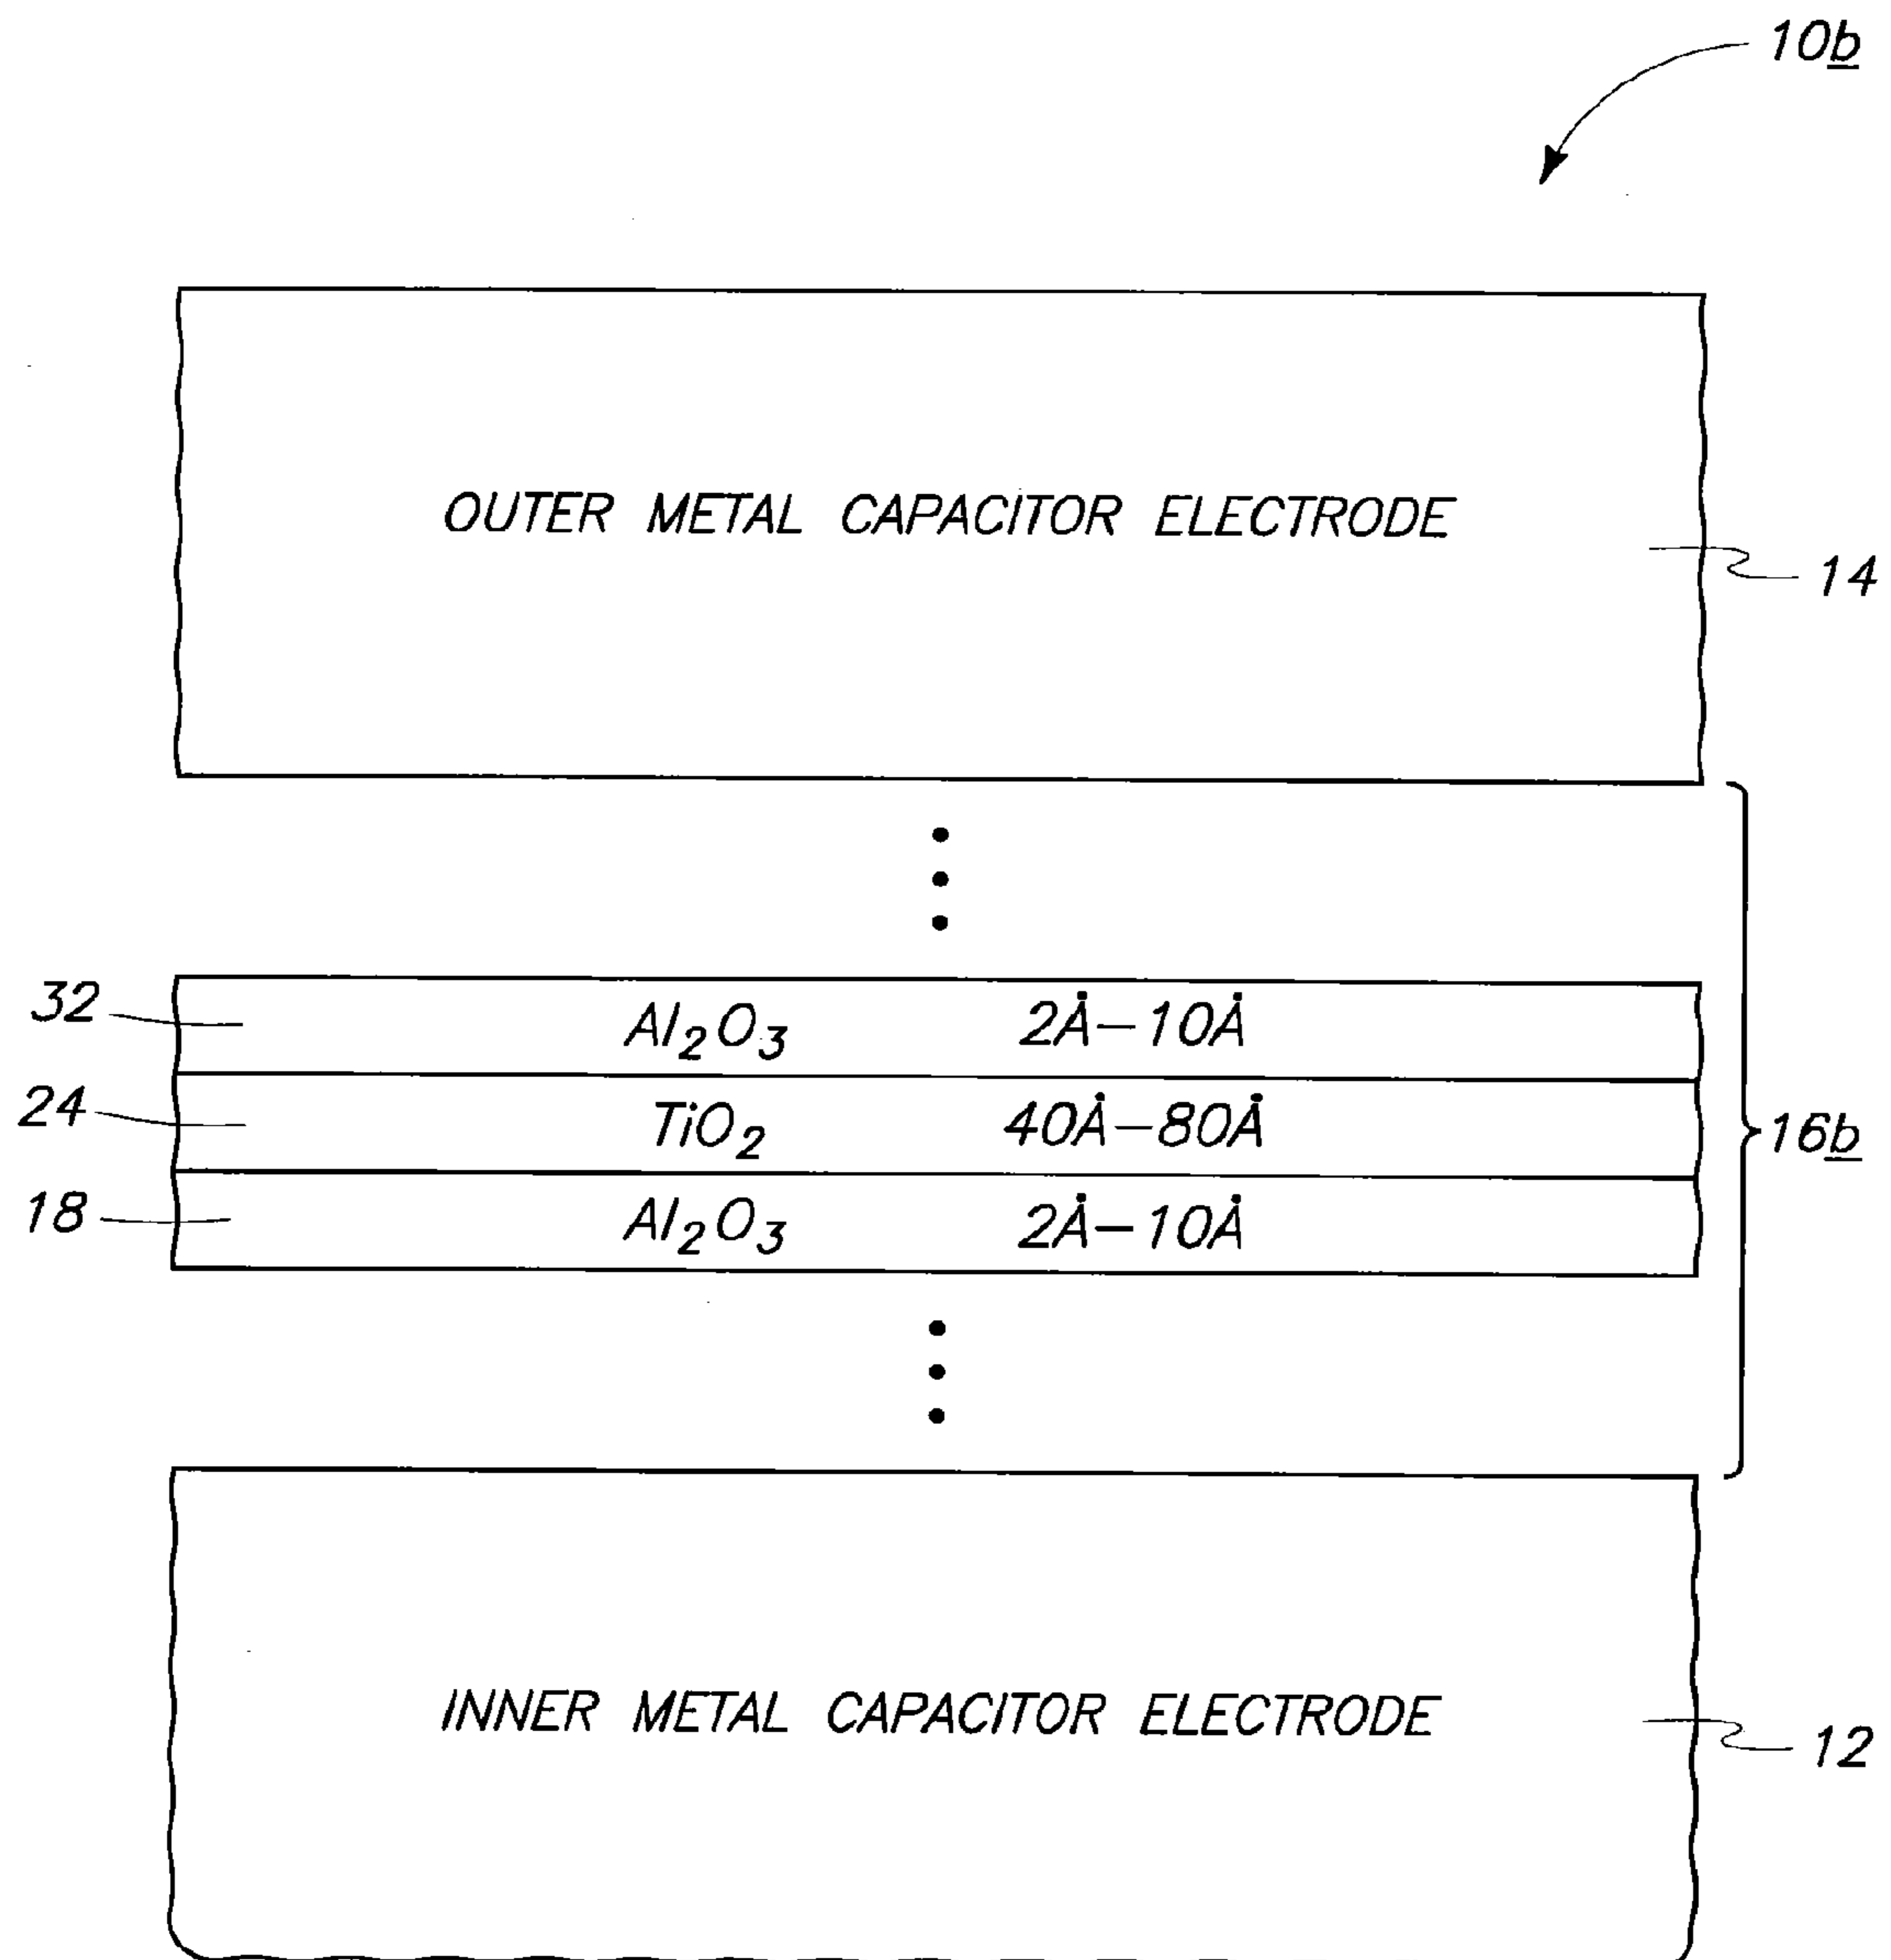 10b
OUTER METAL CAPACITOR ELECTRODE
14
32
Al₂O₃ 2Å–10Å
24
TiO₂ 40Å–80Å
16b
18
Al₂O₃ 2Å–10Å
INNER METAL CAPACITOR ELECTRODE
12